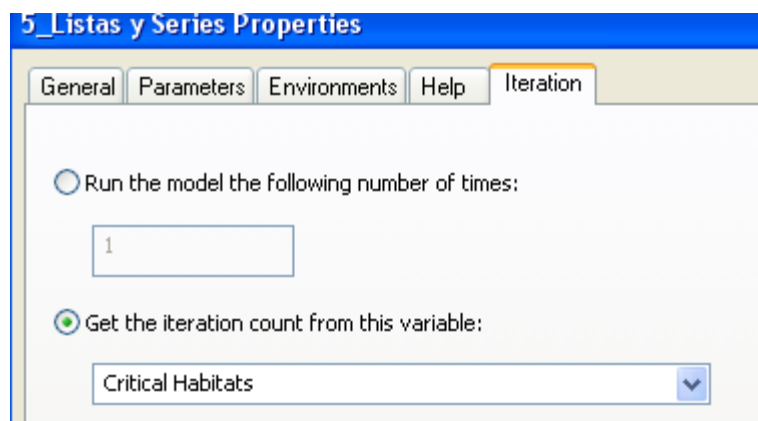 5_Listas y Series Properties
General Parameters Environments Help Iteration
Run the model the following number of times:
1
Get the iteration count from this variable:
Critical Habitats